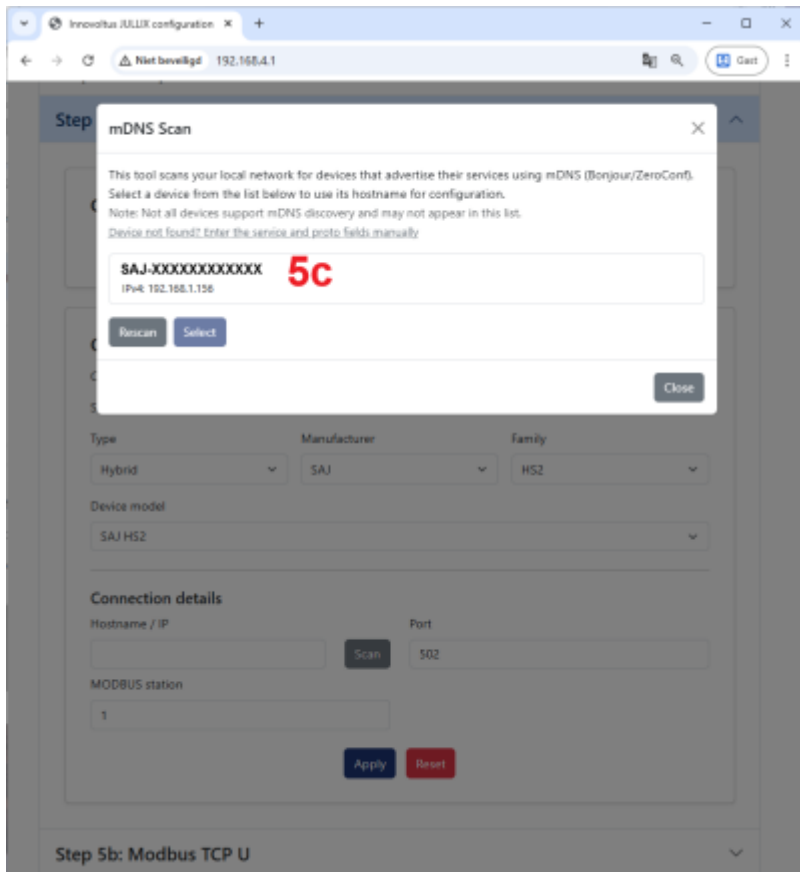 Innovoltus JULLIX configuration
Niet beveiligd 192.168.4.1
Gast
Step
mDNS Scan
This tool scans your local network for devices that advertise their services using mDNS (Bonjour/ZeroConf).
Select a device from the list below to use its hostname for configuration.
Note: Not all devices support mDNS discovery and may not appear in this list.
Device not found? Enter the service and proto fields manually
SAJ-XXXXXXXXXXXX 5c
IPv4: 192.168.1.156
Rescan Select
Close
Type Manufacturer Family
Hybrid SAJ HS2
Device model
SAJ HS2
Connection details
Hostname / IP Port
Scan 502
MODBUS station
1
Apply Reset
Step 5b: Modbus TCP U